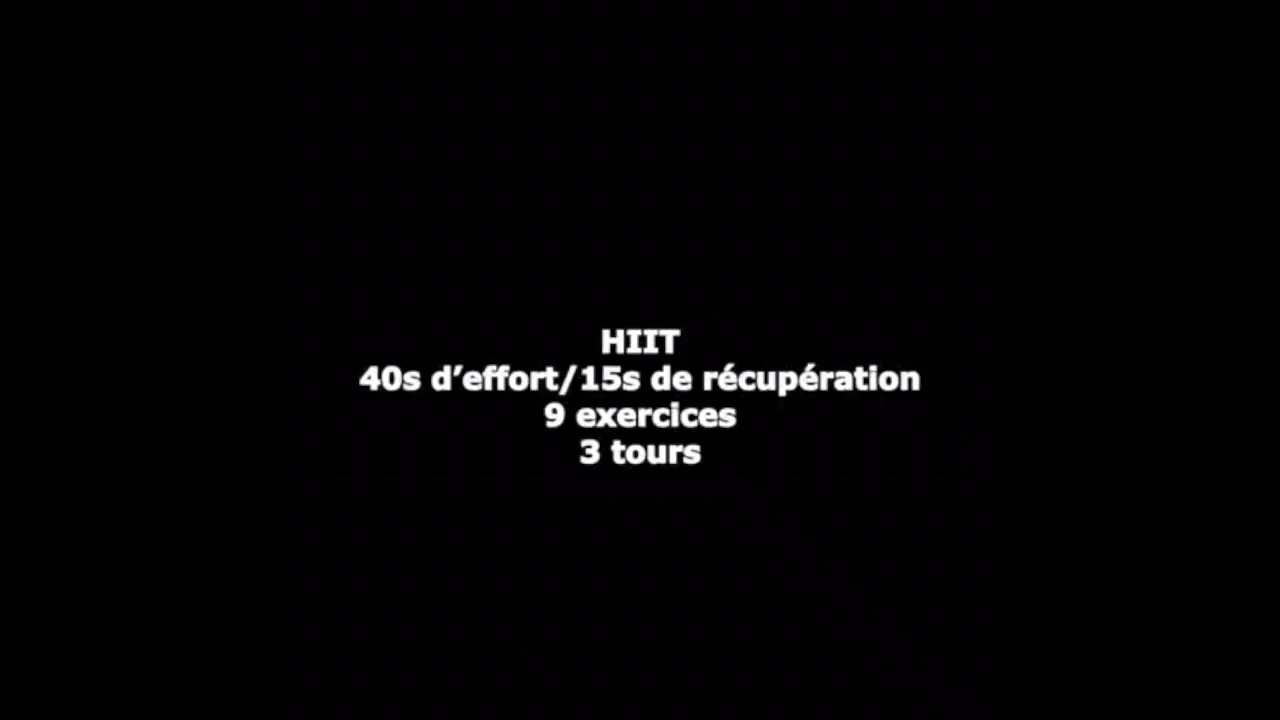 HIIT
40s d’effort/15s de récupération
9 exercices
3 tours